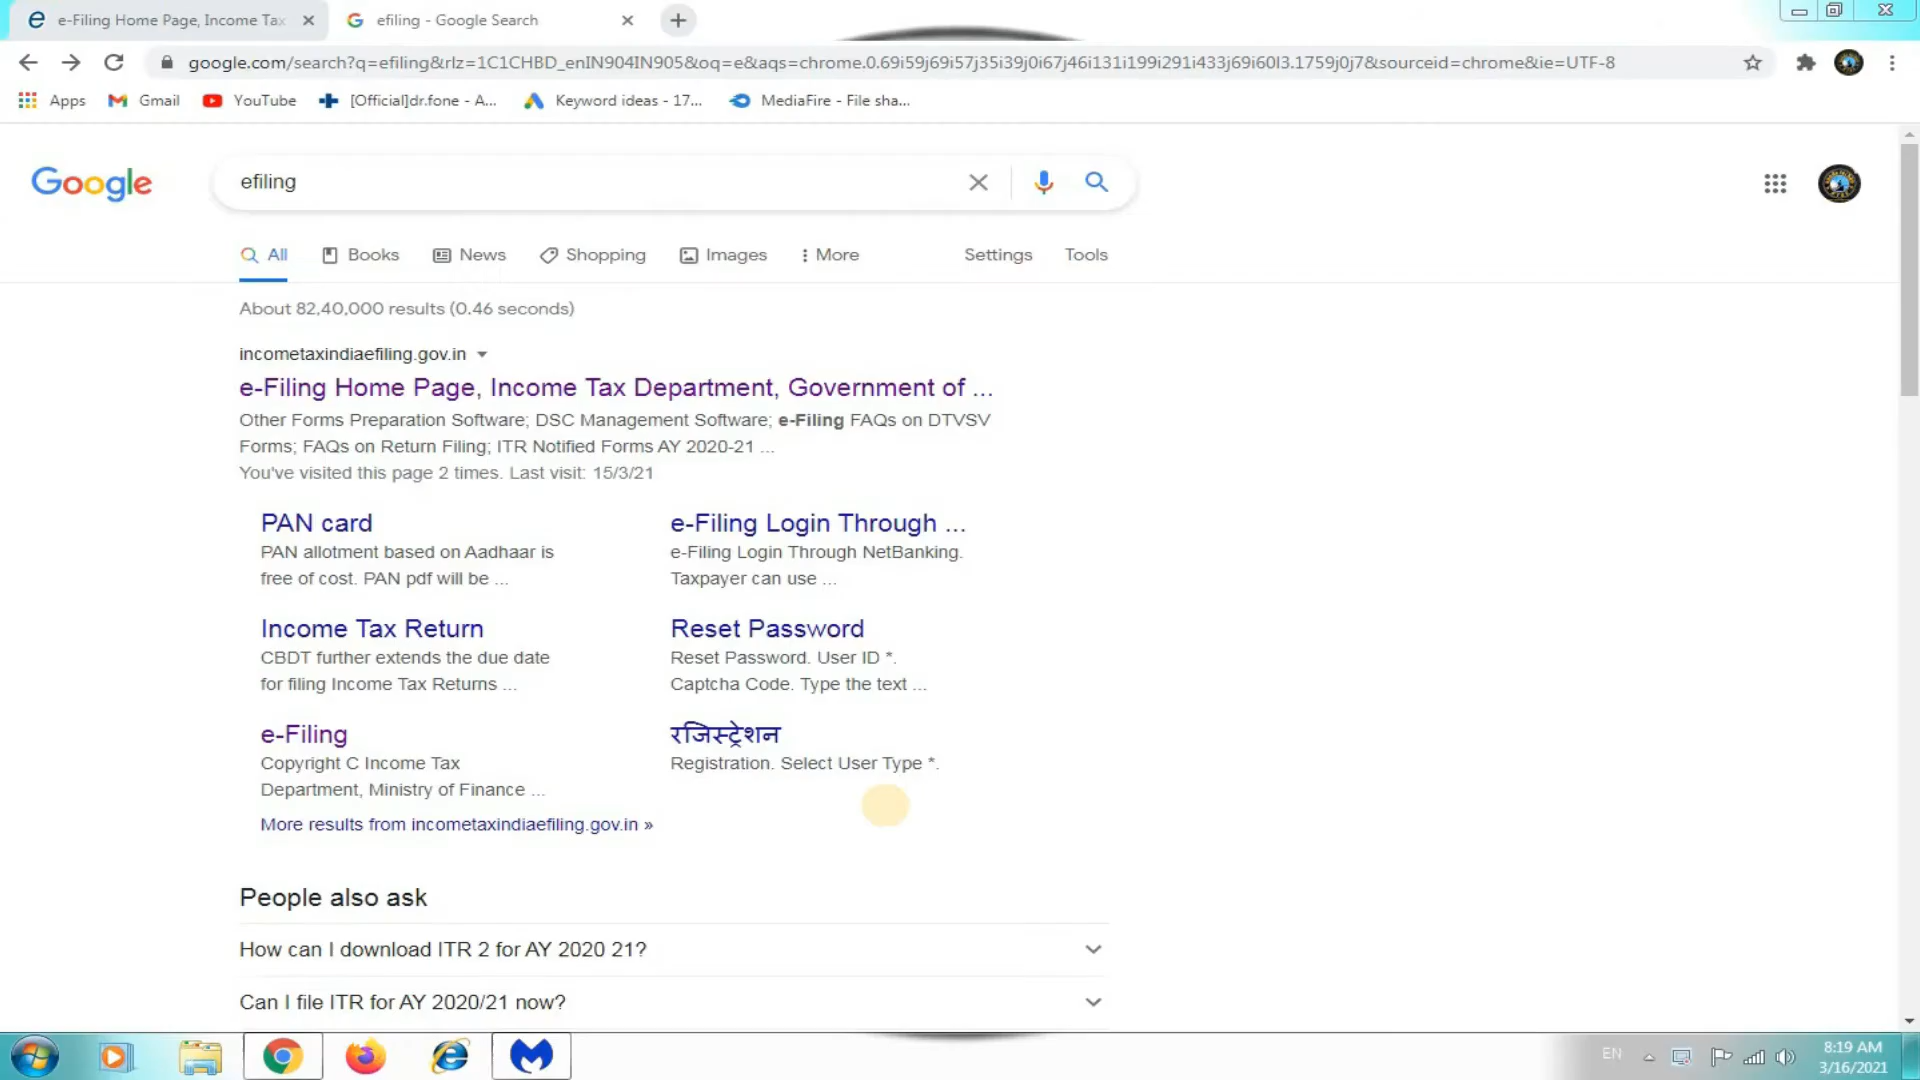 e-Filing Home Page, Income Tax
efiling - Google Search
google.com/search?q=efiling&rlz=1C1CHBD_enIN904IN905&oq=e&aqs=chrome.0.69i59j69i57j35i39j0i67j46i131i199i291i433j69i60l3.1759j0j7&sourceid=chrome&ie=UTF-8
Apps Gmail YouTube [Official]dr.fone - A... Keyword ideas - 17... MediaFire - File sha...
Google efiling
All Books News Shopping Images More Settings Tools
About 82,40,000 results (0.46 seconds)
incometaxindiaefiling.gov.in
e-Filing Home Page, Income Tax Department, Government of ...
Other Forms Preparation Software; DSC Management Software; e-Filing FAQs on DTVSV
Forms; FAQs on Return Filing; ITR Notified Forms AY 2020-21 ...
You've visited this page 2 times. Last visit: 15/3/21
PAN card
PAN allotment based on Aadhaar is
free of cost. PAN pdf will be ...
e-Filing Login Through ...
e-Filing Login Through NetBanking.
Taxpayer can use ...
Income Tax Return
CBDT further extends the due date
for filing Income Tax Returns ...
Reset Password
Reset Password. User ID *.
Captcha Code. Type the text ...
e-Filing
Copyright C Income Tax
Department, Ministry of Finance ...
रजिस्ट्रेशन
Registration. Select User Type *.
More results from incometaxindiaefiling.gov.in »
People also ask
How can I download ITR 2 for AY 2020 21?
Can I file ITR for AY 2020/21 now?
EN
8:19 AM
3/16/2021